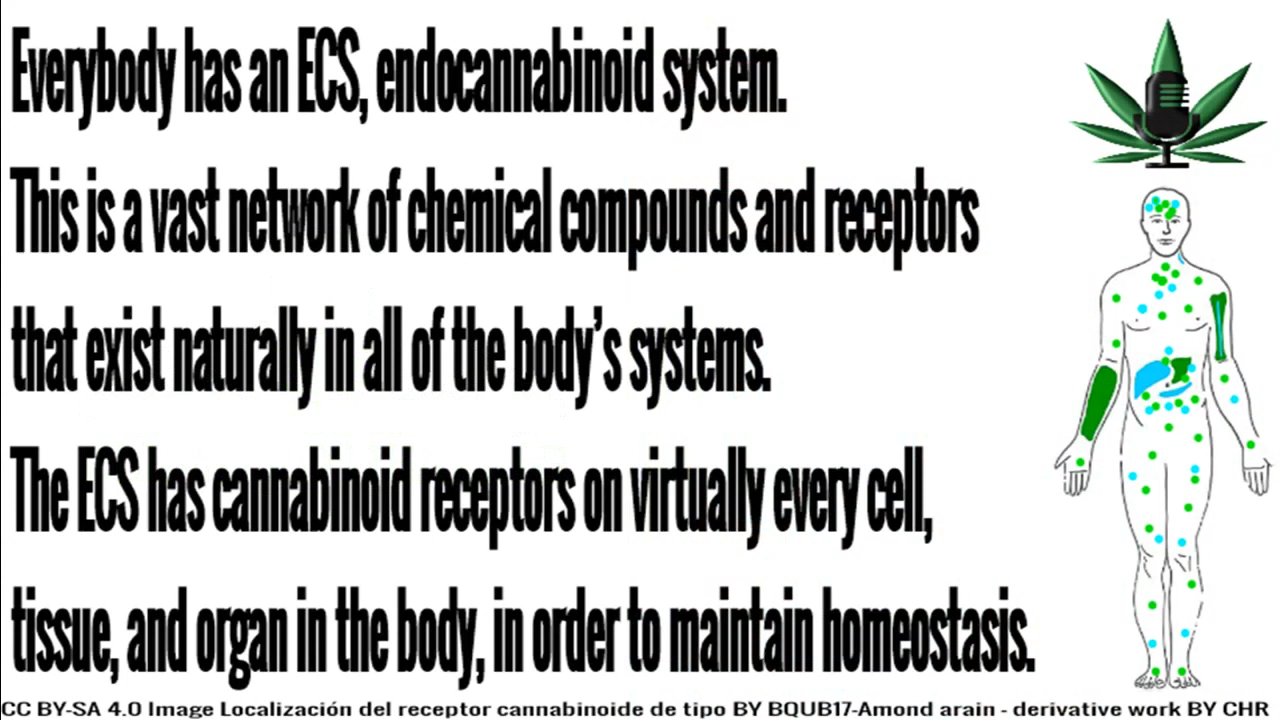 Everybody has an ECS, endocannabinoid system.
This is a vast network of chemical compounds and receptors
that exist naturally in all of the body's systems.
The ECS has cannabinoid receptors on virtually every cell,
tissue, and organ in the body, in order to maintain homeostasis.
CC BY-SA 4.0 Image Localización del receptor cannabinoide de tipo BY BQUB17-Amond arain - derivative work BY CHR